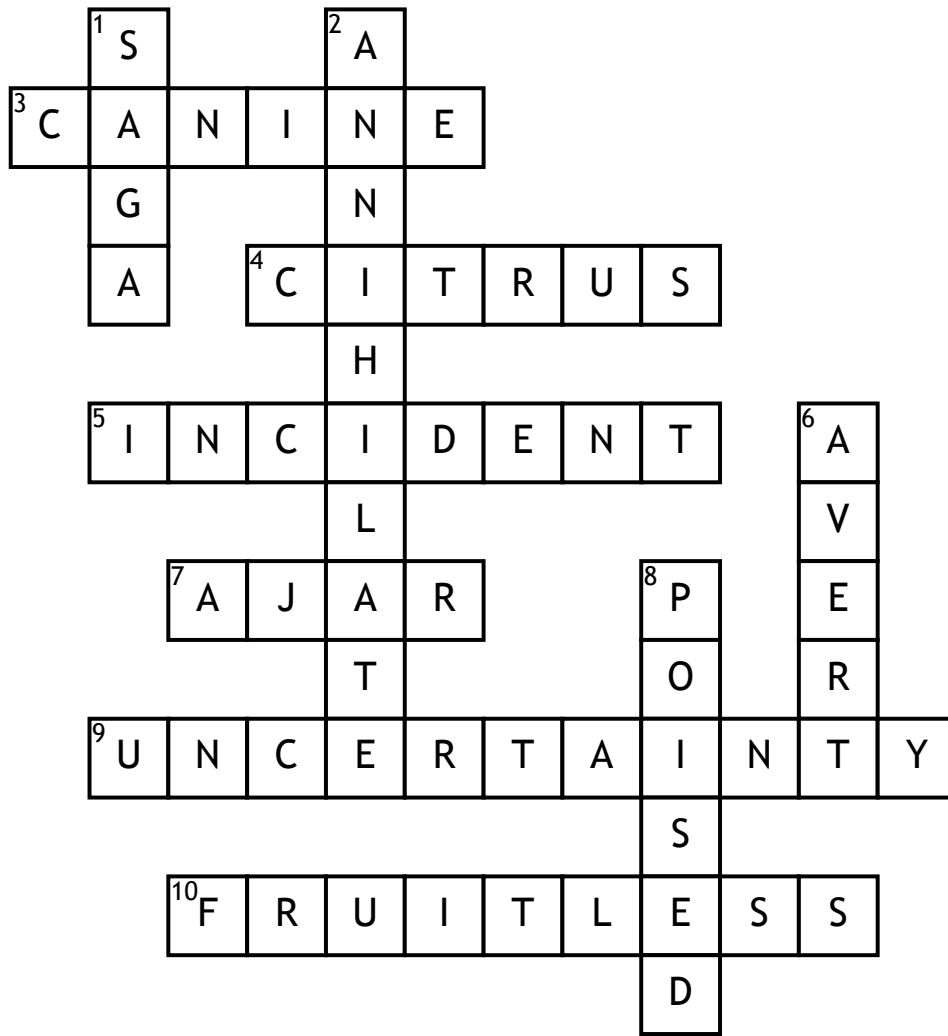 1 S 2 A
3 C A N I N E
G N
A 4 C I T R U S
H
5 I N C I D E N T 6 A
L V
7 A J A R 8 P E
T O R
9 U N C E R T A I N T Y
S
10 F R U I T L E S S
D